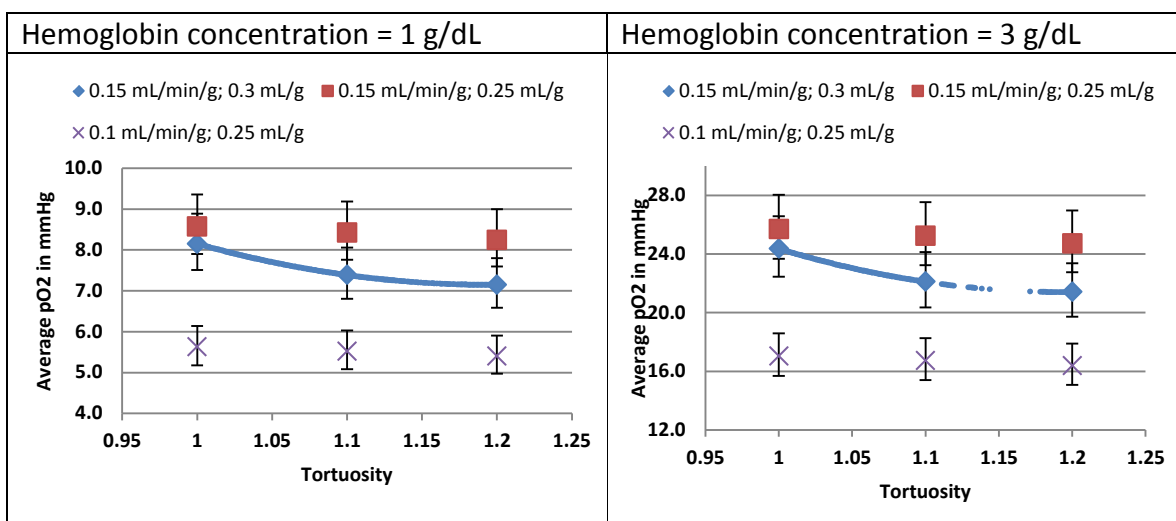 Hemoglobin concentration = 1 g/dL
0.15 mL/min/g; 0.3 mL/g 0.15 mL/min/g; 0.25 mL/g
0.1 mL/min/g; 0.25 mL/g
Average pO2 in mmHg
10.0
9.0
8.0
7.0
6.0
5.0
4.0
0.95 1 1.05 1.1 1.15 1.2 1.25
Tortuosity
Hemoglobin concentration = 3 g/dL
0.15 mL/min/g; 0.3 mL/g 0.15 mL/min/g; 0.25 mL/g
0.1 mL/min/g; 0.25 mL/g
Average pO2 in mmHg
28.0
24.0
20.0
16.0
12.0
0.95 1 1.05 1.1 1.15 1.2 1.25
Tortuosity